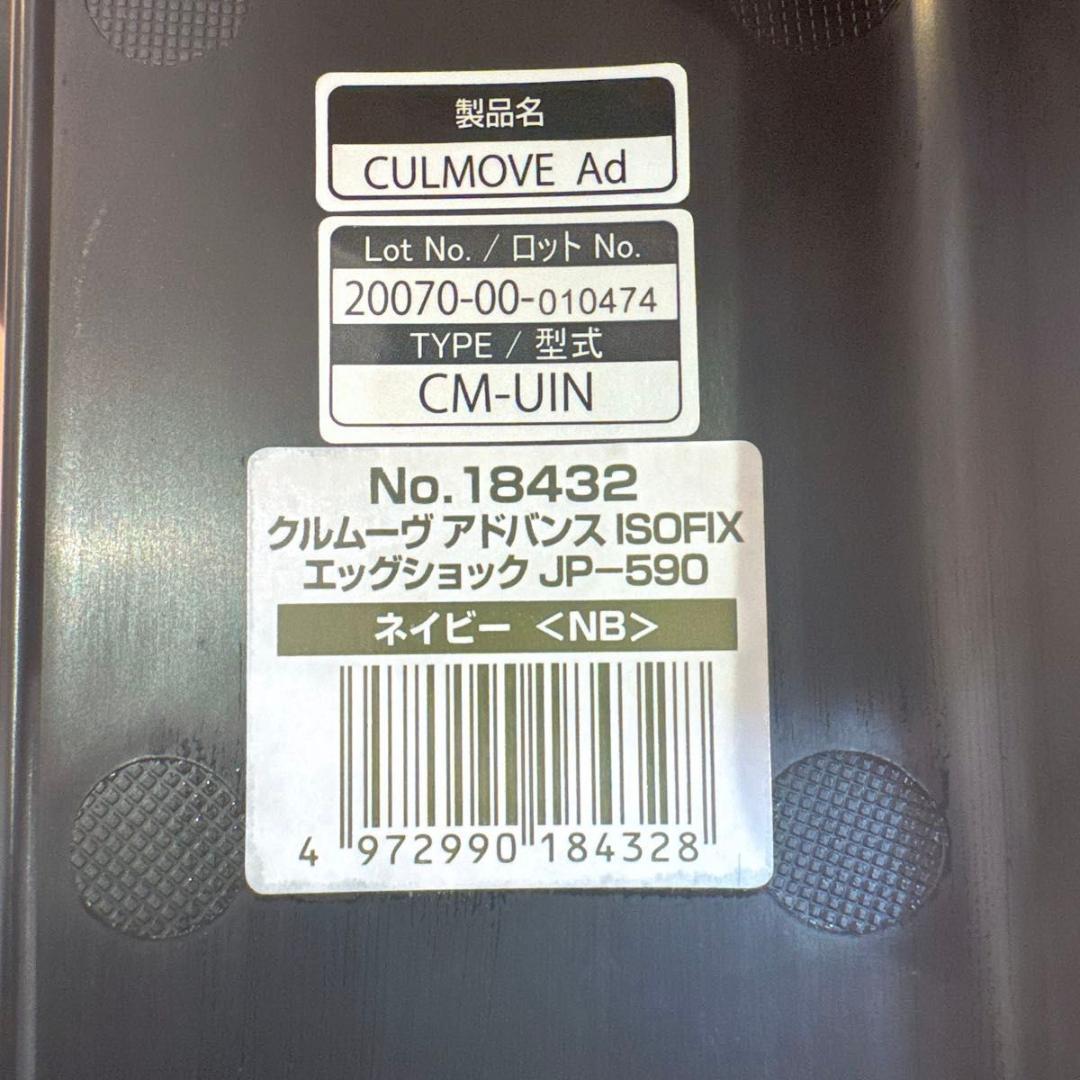 製品名
CULMOVE Ad
Lot No. / ロット No.
20070-00-010474
TYPE / 型式
CM-UIN
No.18432
クルムーヴ アドバンス ISOFIX
エッグショック JP-590
ネイビー <NB>
4 972990 184328